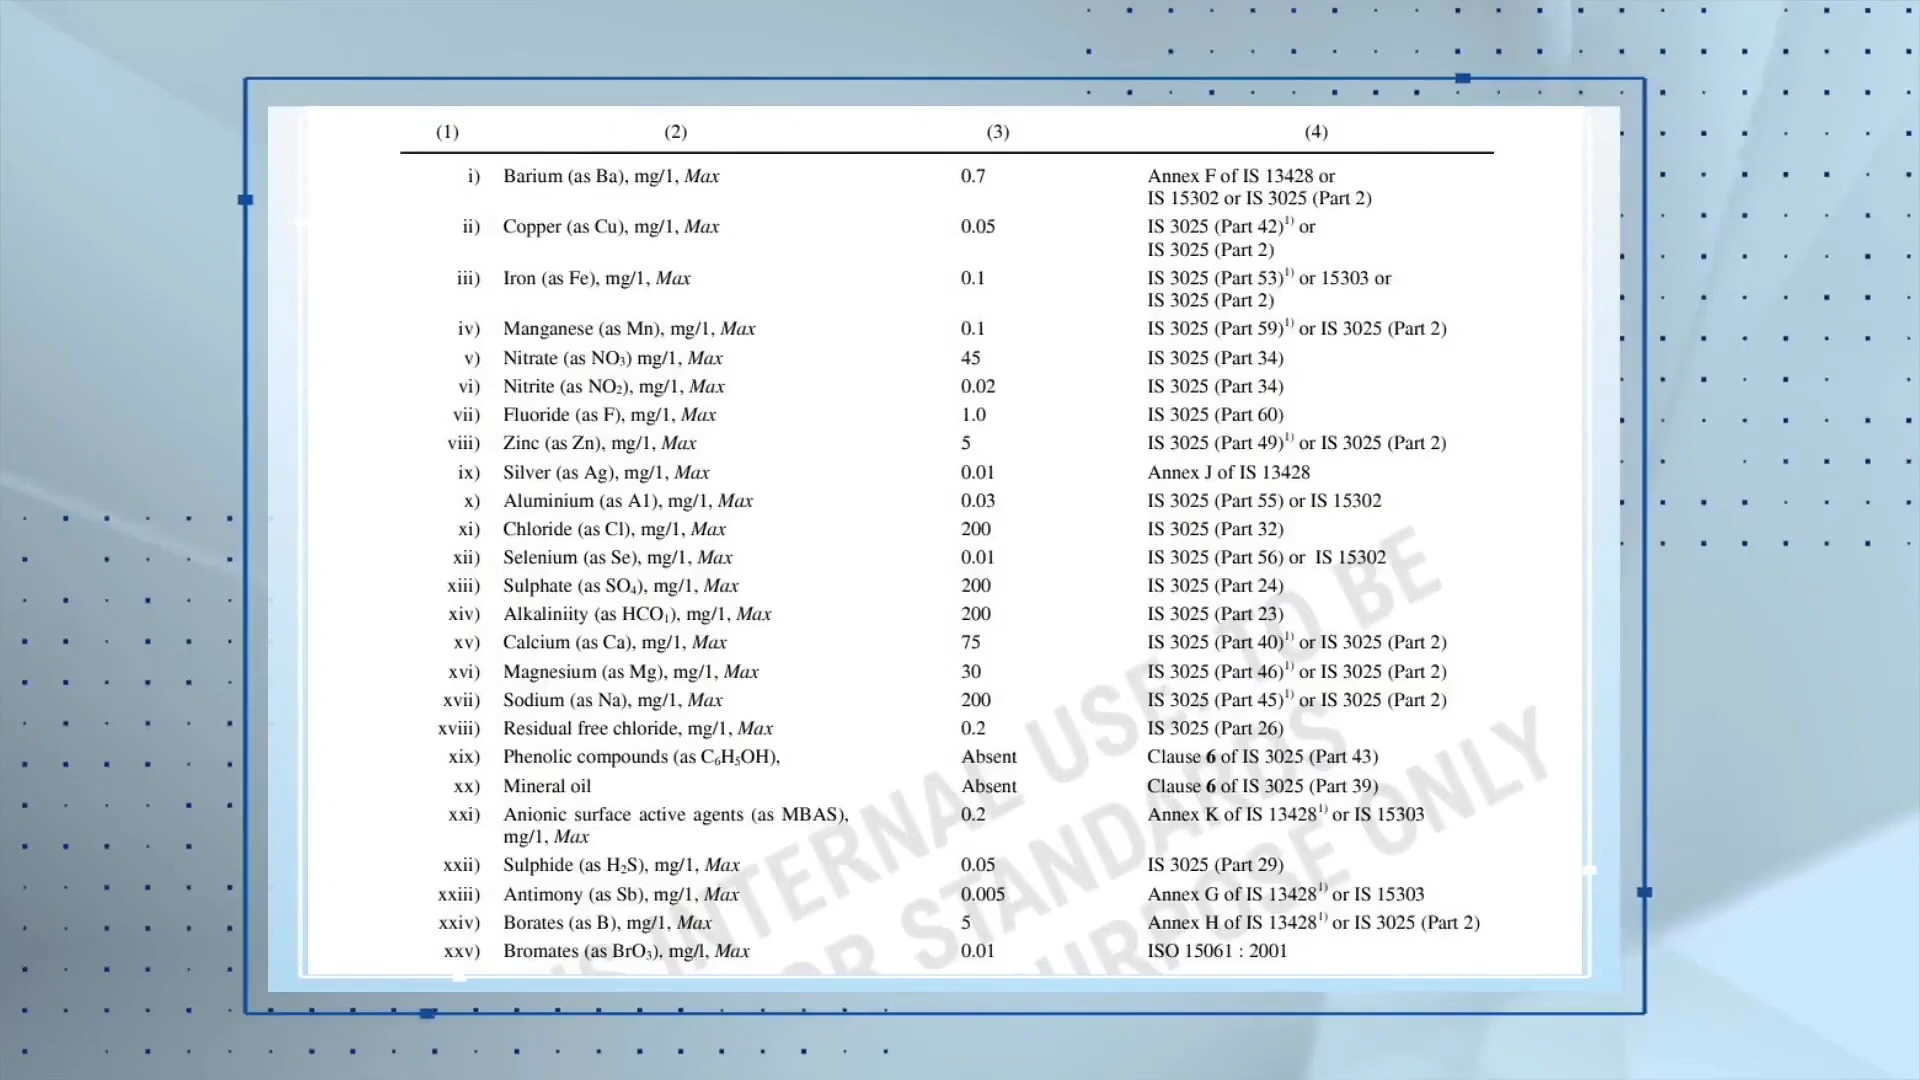 (1) (2) (3) (4)
i) Barium (as Ba), mg/1, Max 0.7 Annex F of IS 13428 or
IS 15302 or IS 3025 (Part 2)
ii) Copper (as Cu), mg/1, Max 0.05 IS 3025 (Part 42)¹⁾ or
IS 3025 (Part 2)
iii) Iron (as Fe), mg/1, Max 0.1 IS 3025 (Part 53)¹⁾ or 15303 or
IS 3025 (Part 2)
iv) Manganese (as Mn), mg/1, Max 0.1 IS 3025 (Part 59)¹⁾ or IS 3025 (Part 2)
v) Nitrate (as NO₃) mg/1, Max 45 IS 3025 (Part 34)
vi) Nitrite (as NO₂), mg/1, Max 0.02 IS 3025 (Part 34)
vii) Fluoride (as F), mg/1, Max 1.0 IS 3025 (Part 60)
viii) Zinc (as Zn), mg/1, Max 5 IS 3025 (Part 49)¹⁾ or IS 3025 (Part 2)
ix) Silver (as Ag), mg/1, Max 0.01 Annex J of IS 13428
x) Aluminium (as A1), mg/1, Max 0.03 IS 3025 (Part 55) or IS 15302
xi) Chloride (as Cl), mg/1, Max 200 IS 3025 (Part 32)
xii) Selenium (as Se), mg/1, Max 0.01 IS 3025 (Part 56) or IS 15302
xiii) Sulphate (as SO₄), mg/1, Max 200 IS 3025 (Part 24)
xiv) Alkaliniity (as HCO₁), mg/1, Max 200 IS 3025 (Part 23)
xv) Calcium (as Ca), mg/1, Max 75 IS 3025 (Part 40)¹⁾ or IS 3025 (Part 2)
xvi) Magnesium (as Mg), mg/1, Max 30 IS 3025 (Part 46)¹⁾ or IS 3025 (Part 2)
xvii) Sodium (as Na), mg/1, Max 200 IS 3025 (Part 45)¹⁾ or IS 3025 (Part 2)
xviii) Residual free chloride, mg/1, Max 0.2 IS 3025 (Part 26)
xix) Phenolic compounds (as C₆H₅OH), Absent Clause 6 of IS 3025 (Part 43)
xx) Mineral oil Absent Clause 6 of IS 3025 (Part 39)
xxi) Anionic surface active agents (as MBAS), 0.2 Annex K of IS 13428¹⁾ or IS 15303
mg/1, Max
xxii) Sulphide (as H₂S), mg/1, Max 0.05 IS 3025 (Part 29)
xxiii) Antimony (as Sb), mg/1, Max 0.005 Annex G of IS 13428¹⁾ or IS 15303
xxiv) Borates (as B), mg/1, Max 5 Annex H of IS 13428¹⁾ or IS 3025 (Part 2)
xxv) Bromates (as BrO₃), mg/l, Max 0.01 ISO 15061 : 2001
INTERNAL USE. TO BE
STANDARDS
ONLY